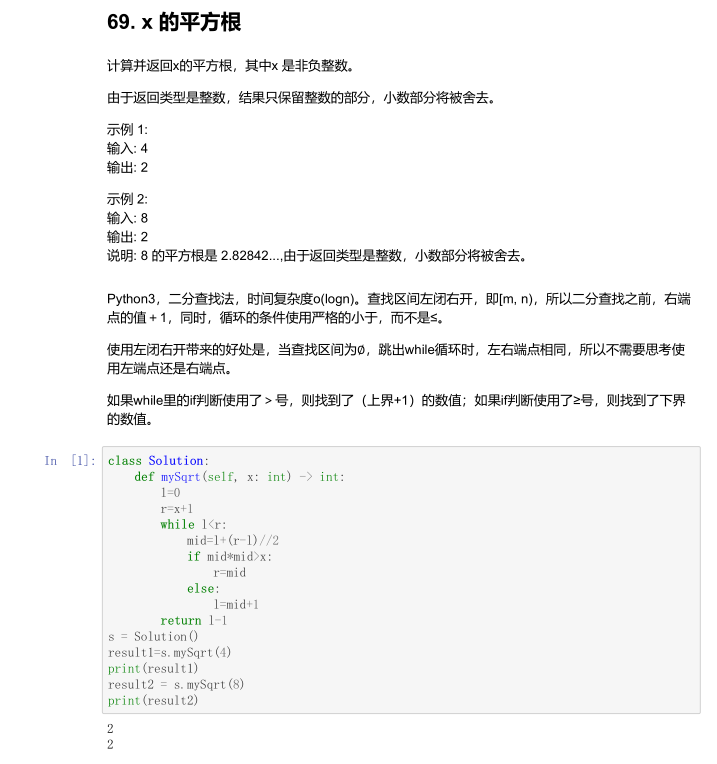 69. x 的平方根
计算并返回x的平方根，其中x 是非负整数。
由于返回类型是整数，结果只保留整数的部分，小数部分将被舍去。
示例 1:
输入: 4
输出: 2
示例 2:
输入: 8
输出: 2
说明: 8 的平方根是 2.82842...,由于返回类型是整数，小数部分将被舍去。
Python3，二分查找法，时间复杂度o(logn)。查找区间左闭右开，即[m, n)，所以二分查找之前，右端
点的值＋1，同时，循环的条件使用严格的小于，而不是≤。
使用左闭右开带来的好处是，当查找区间为∅，跳出while循环时，左右端点相同，所以不需要思考使
用左端点还是右端点。
如果while里的if判断使用了＞号，则找到了（上界+1）的数值；如果if判断使用了≥号，则找到了下界
的数值。
In [1]: class Solution:
    def mySqrt(self, x: int) -> int:
        l=0
        r=x+1
        while l<r:
            mid=l+(r-l)//2
            if mid*mid>x:
                r=mid
            else:
                l=mid+1
        return l-1
s = Solution()
result1=s.mySqrt(4)
print(result1)
result2 = s.mySqrt(8)
print(result2)
2
2